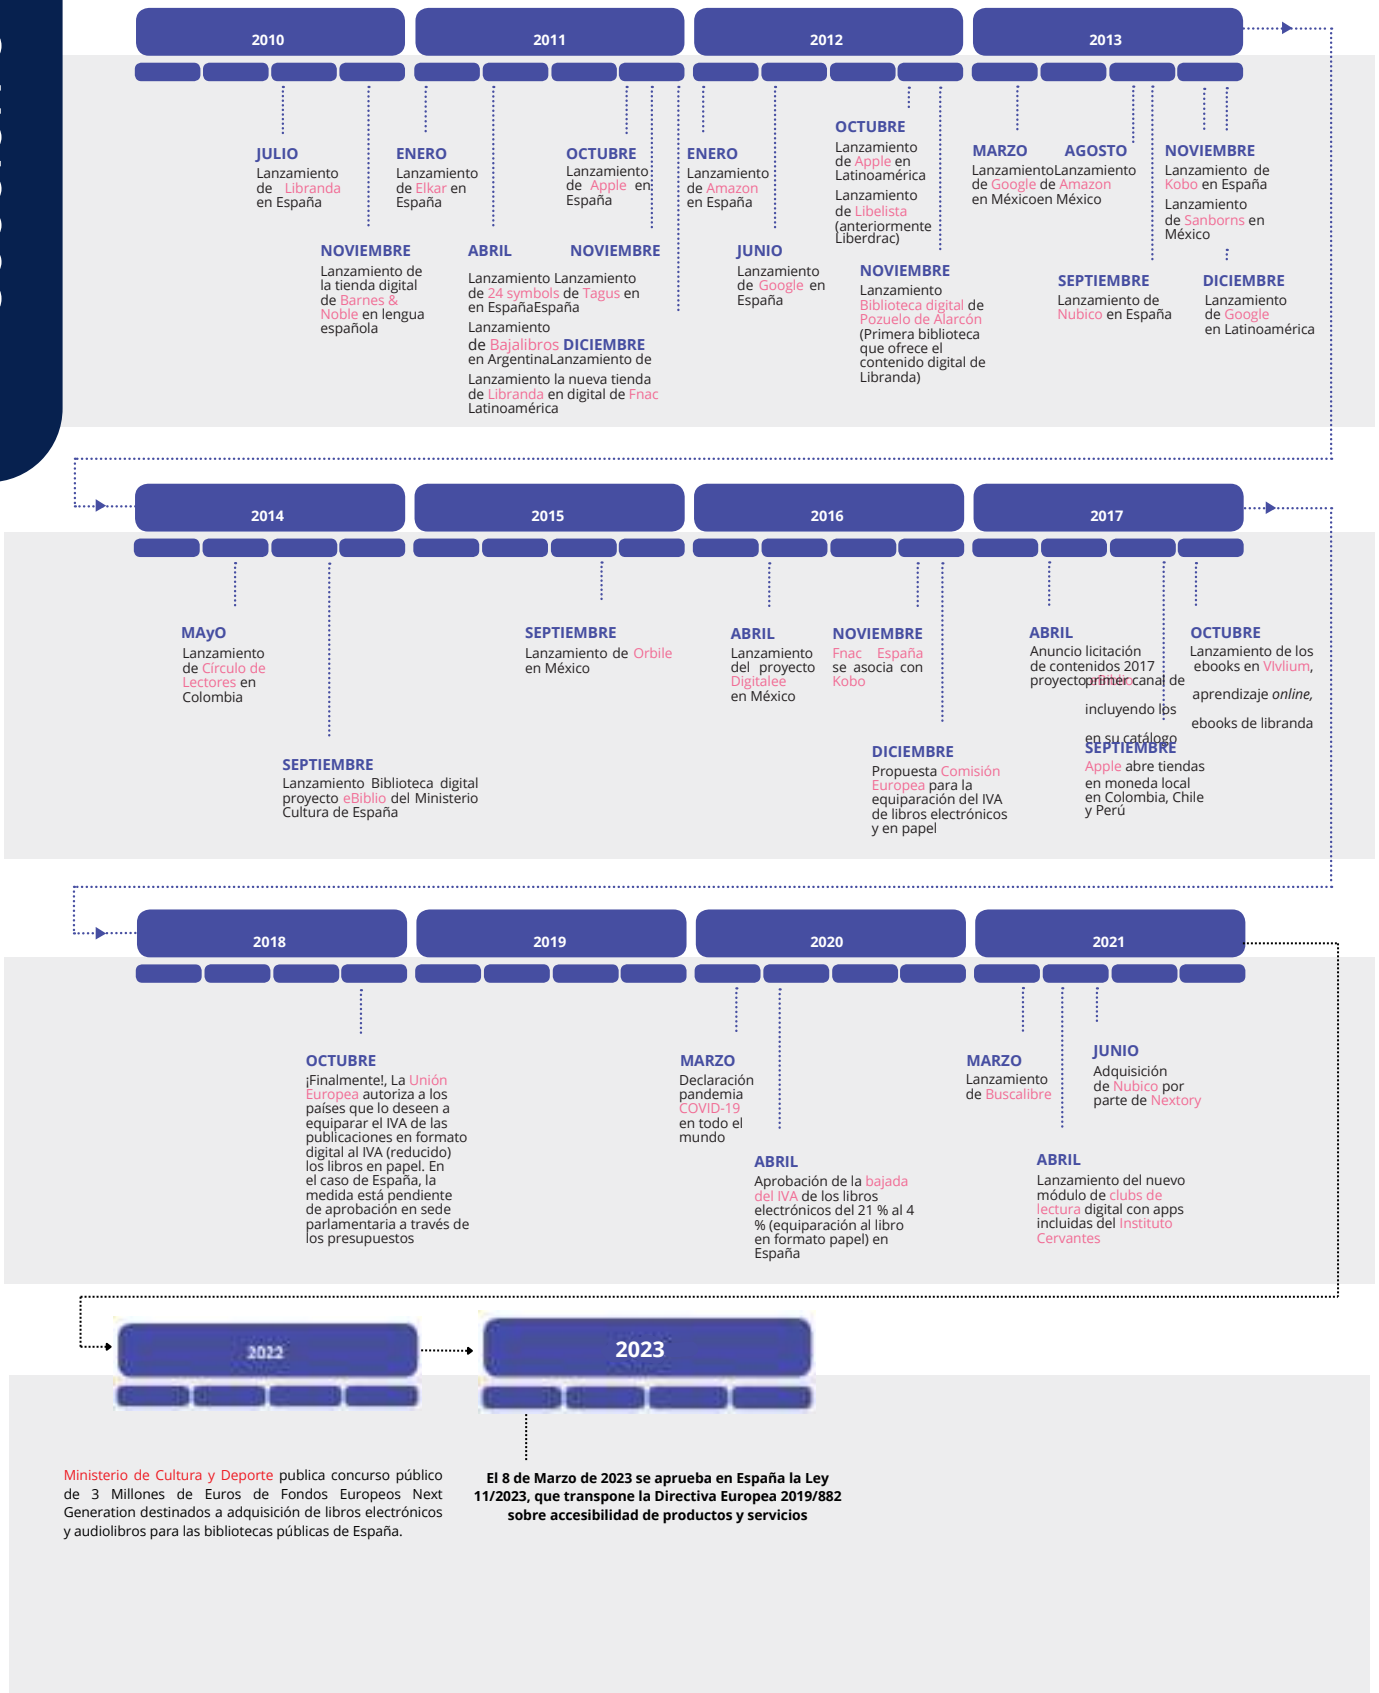 2010
2011
2012
2013
JULIO
Lanzamiento
de Libranda
en España
NOVIEMBRE
Lanzamiento de
la tienda digital
de Barnes &
Noble en lengua
española
ENERO
Lanzamiento
de Elkar en
España
ABRIL
Lanzamiento
de 24 symbols
en España
Lanzamiento
de Bajalibros
en Argentina
Lanzamiento
de Libranda en
Latinoamérica
OCTUBRE
Lanzamiento
de Apple en
España
NOVIEMBRE
Lanzamiento
de Tagus en
España
DICIEMBRE
Lanzamiento de
la nueva tienda
digital de Fnac
ENERO
Lanzamiento
de Amazon
en España
JUNIO
Lanzamiento
de Google en
España
OCTUBRE
Lanzamiento
de Apple en
Latinoamérica
Lanzamiento
de Libelista
(anteriormente
Liberdrac)
NOVIEMBRE
Lanzamiento
Biblioteca digital de
Pozuelo de Alarcón
(Primera biblioteca
que ofrece el
contenido digital de
Libranda)
MARZO
Lanzamiento
de Google
en México
AGOSTO
Lanzamiento
de Amazon
en México
SEPTIEMBRE
Lanzamiento de
Nubico en España
NOVIEMBRE
Lanzamiento de
Kobo en España
Lanzamiento
de Sanborns en
México
DICIEMBRE
Lanzamiento
de Google
en Latinoamérica
2014
2015
2016
2017
MAyO
Lanzamiento
de Círculo de
Lectores en
Colombia
SEPTIEMBRE
Lanzamiento Biblioteca digital
proyecto eBiblio del Ministerio
Cultura de España
SEPTIEMBRE
Lanzamiento de Orbile
en México
ABRIL
Lanzamiento
del proyecto
Digitalee
en México
NOVIEMBRE
Fnac España
se asocia con
Kobo
DICIEMBRE
Propuesta Comisión
Europea para la
equiparación del IVA
de libros electrónicos
y en papel
ABRIL
Anuncio licitación
de contenidos 2017
proyecto eBiblio
primer canal de
incluyendo los
en su catálogo
SEPTIEMBRE
Apple abre tiendas
en moneda local
en Colombia, Chile
y Perú
OCTUBRE
Lanzamiento de los
ebooks en VIvlium,
aprendizaje online,
ebooks de libranda
2018
2019
2020
2021
OCTUBRE
¡Finalmente!, La Unión
Europea autoriza a los
países que lo deseen a
equiparar el IVA de las
publicaciones en formato
digital al IVA (reducido)
los libros en papel. En
el caso de España, la
medida está pendiente
de aprobación en sede
parlamentaria a través de
los presupuestos
MARZO
Declaración
pandemia
COVID-19
en todo el
mundo
ABRIL
Aprobación de la bajada
del IVA de los libros
electrónicos del 21 % al 4
% (equiparación al libro
en formato papel) en
España
MARZO
Lanzamiento
de Buscalibre
ABRIL
Lanzamiento del nuevo
módulo de clubs de
lectura digital con apps
incluidas del Instituto
Cervantes
JUNIO
Adquisición
de Nubico por
parte de Nextory
2022
2023
Ministerio de Cultura y Deporte publica concurso público
de 3 Millones de Euros de Fondos Europeos Next
Generation destinados a adquisición de libros electrónicos
y audiolibros para las bibliotecas públicas de España.
El 8 de Marzo de 2023 se aprueba en España la Ley
11/2023, que transpone la Directiva Europea 2019/882
sobre accesibilidad de productos y servicios